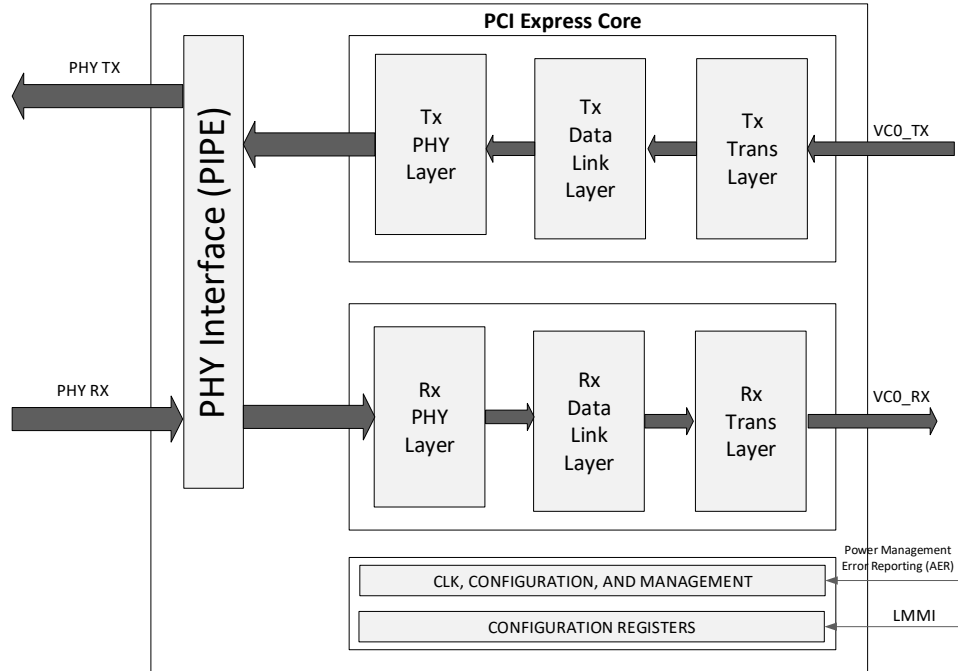 PCI Express Core
PHY TX
PHY Interface (PIPE)
Tx
PHY
Layer
Tx
Data
Link
Layer
Tx
Trans
Layer
VC0_TX
PHY RX
Rx
PHY
Layer
Rx
Data
Link
Layer
Rx
Trans
Layer
VC0_RX
CLK, CONFIGURATION, AND MANAGEMENT
Power Management
Error Reporting (AER)
CONFIGURATION REGISTERS
LMMI